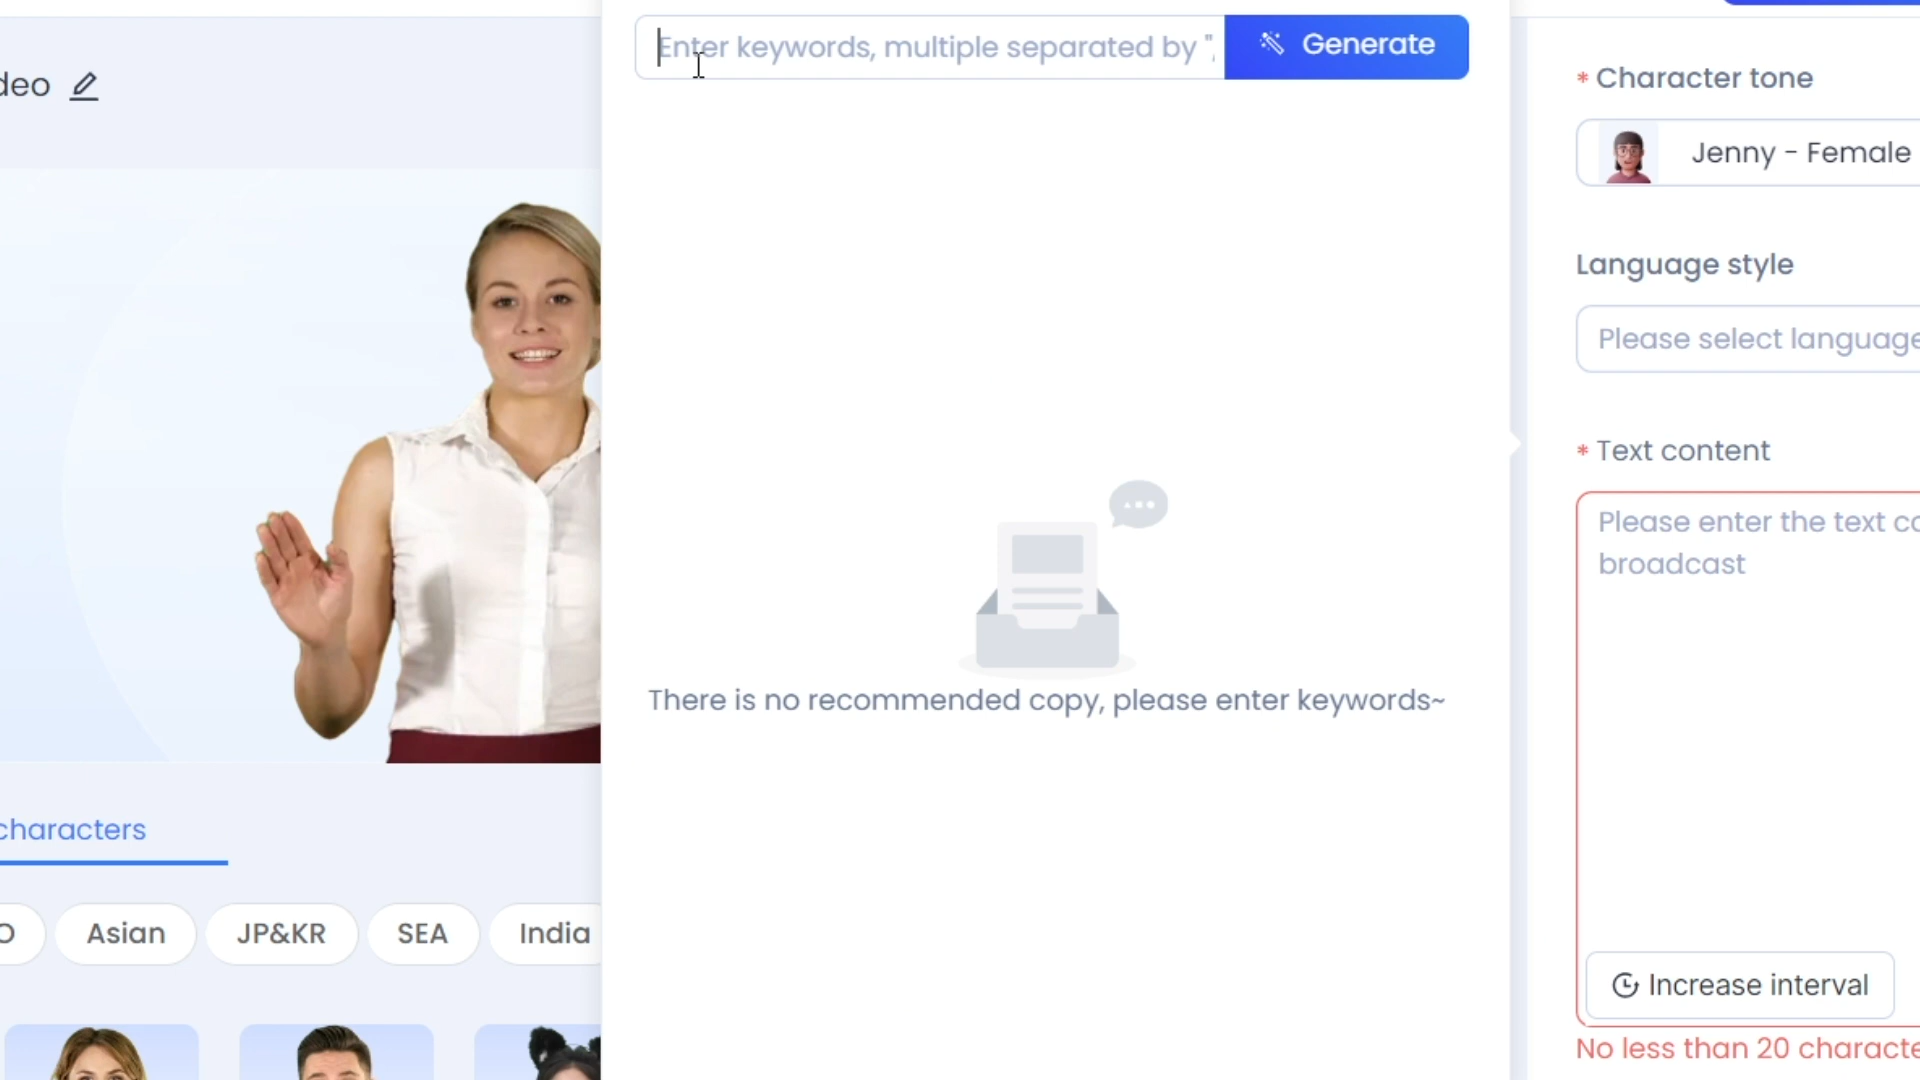 deo
Enter keywords, multiple separated by ",
Generate
Character tone
Jenny - Female
Language style
Please select language
* Text content
Please enter the text co
broadcast
There is no recommended copy, please enter keywords~
characters
O
Asian
JP&KR
SEA
India
Increase interval
No less than 20 characte